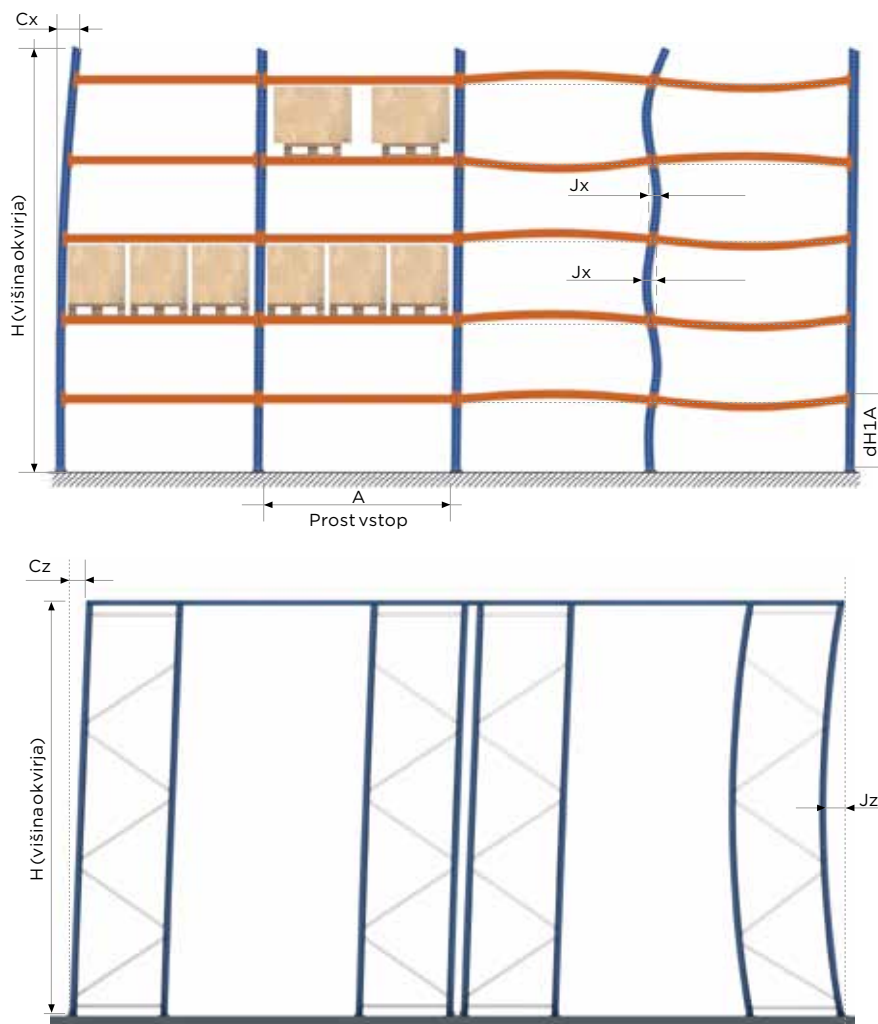 Cx
H (višina okvirja)
Jx
Jx
dH1A
A
Prost vstop
Cz
H (višina okvirja)
Jz